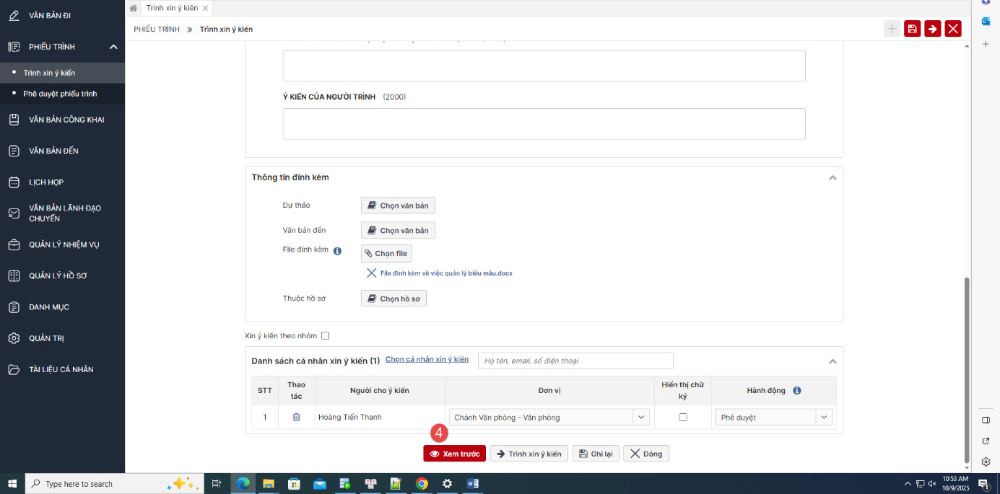 VĂN BẢN ĐI
PHIẾU TRÌNH
Trình xin ý kiến
Phê duyệt phiếu trình
VĂN BẢN CÔNG KHAI
VĂN BẢN ĐẾN
LỊCH HỌP
VĂN BẢN LÃNH ĐẠO
CHUYỂN
QUẢN LÝ NHIỆM VỤ
QUẢN LÝ HỒ SƠ
DANH MỤC
QUẢN TRỊ
TÀI LIỆU CÁ NHÂN
Trình xin ý kiến
PHIẾU TRÌNH » Trình xin ý kiến
Ý KIẾN CỦA NGƯỜI TRÌNH (2000)
Thông tin đính kèm
Dự thảo Chọn văn bản
Văn bản đến Chọn văn bản
File đính kèm Chọn file
File đính kèm về việc quản lý biểu mẫu.docx
Thuộc hồ sơ Chọn hồ sơ
Xin ý kiến theo nhóm
Danh sách cá nhân xin ý kiến (1) Chọn cá nhân xin ý kiến Họ tên, email, số điện thoại
STT Thao tác Người cho ý kiến Đơn vị Hiển thị chữ ký Hành động
1 Hoàng Tiến Thanh Chánh Văn phòng - Văn phòng Phê duyệt
4
Xem trước Trình xin ý kiến Ghi lại Đóng
Type here to search
10:53 AM
10/9/2025
1